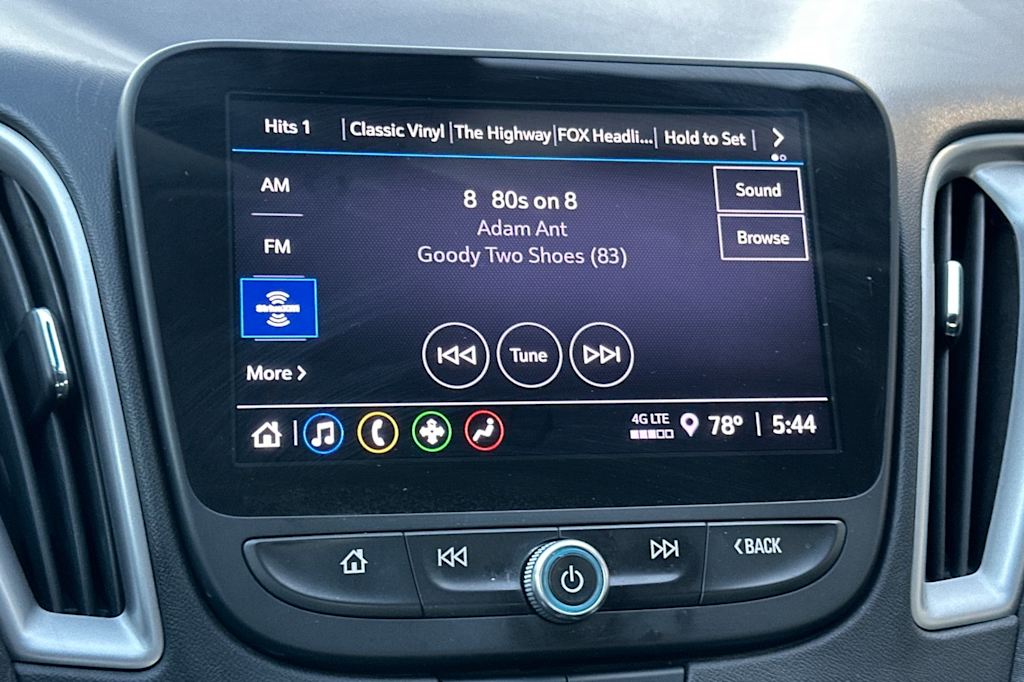 Hits 1 Classic Vinyl The Highway FOX Headli... Hold to Set
AM
8 80s on 8
Sound
Adam Ant
FM
Goody Two Shoes (83)
Browse
SiriusXM
Tune
More
4G LTE
78° 5:44
BACK